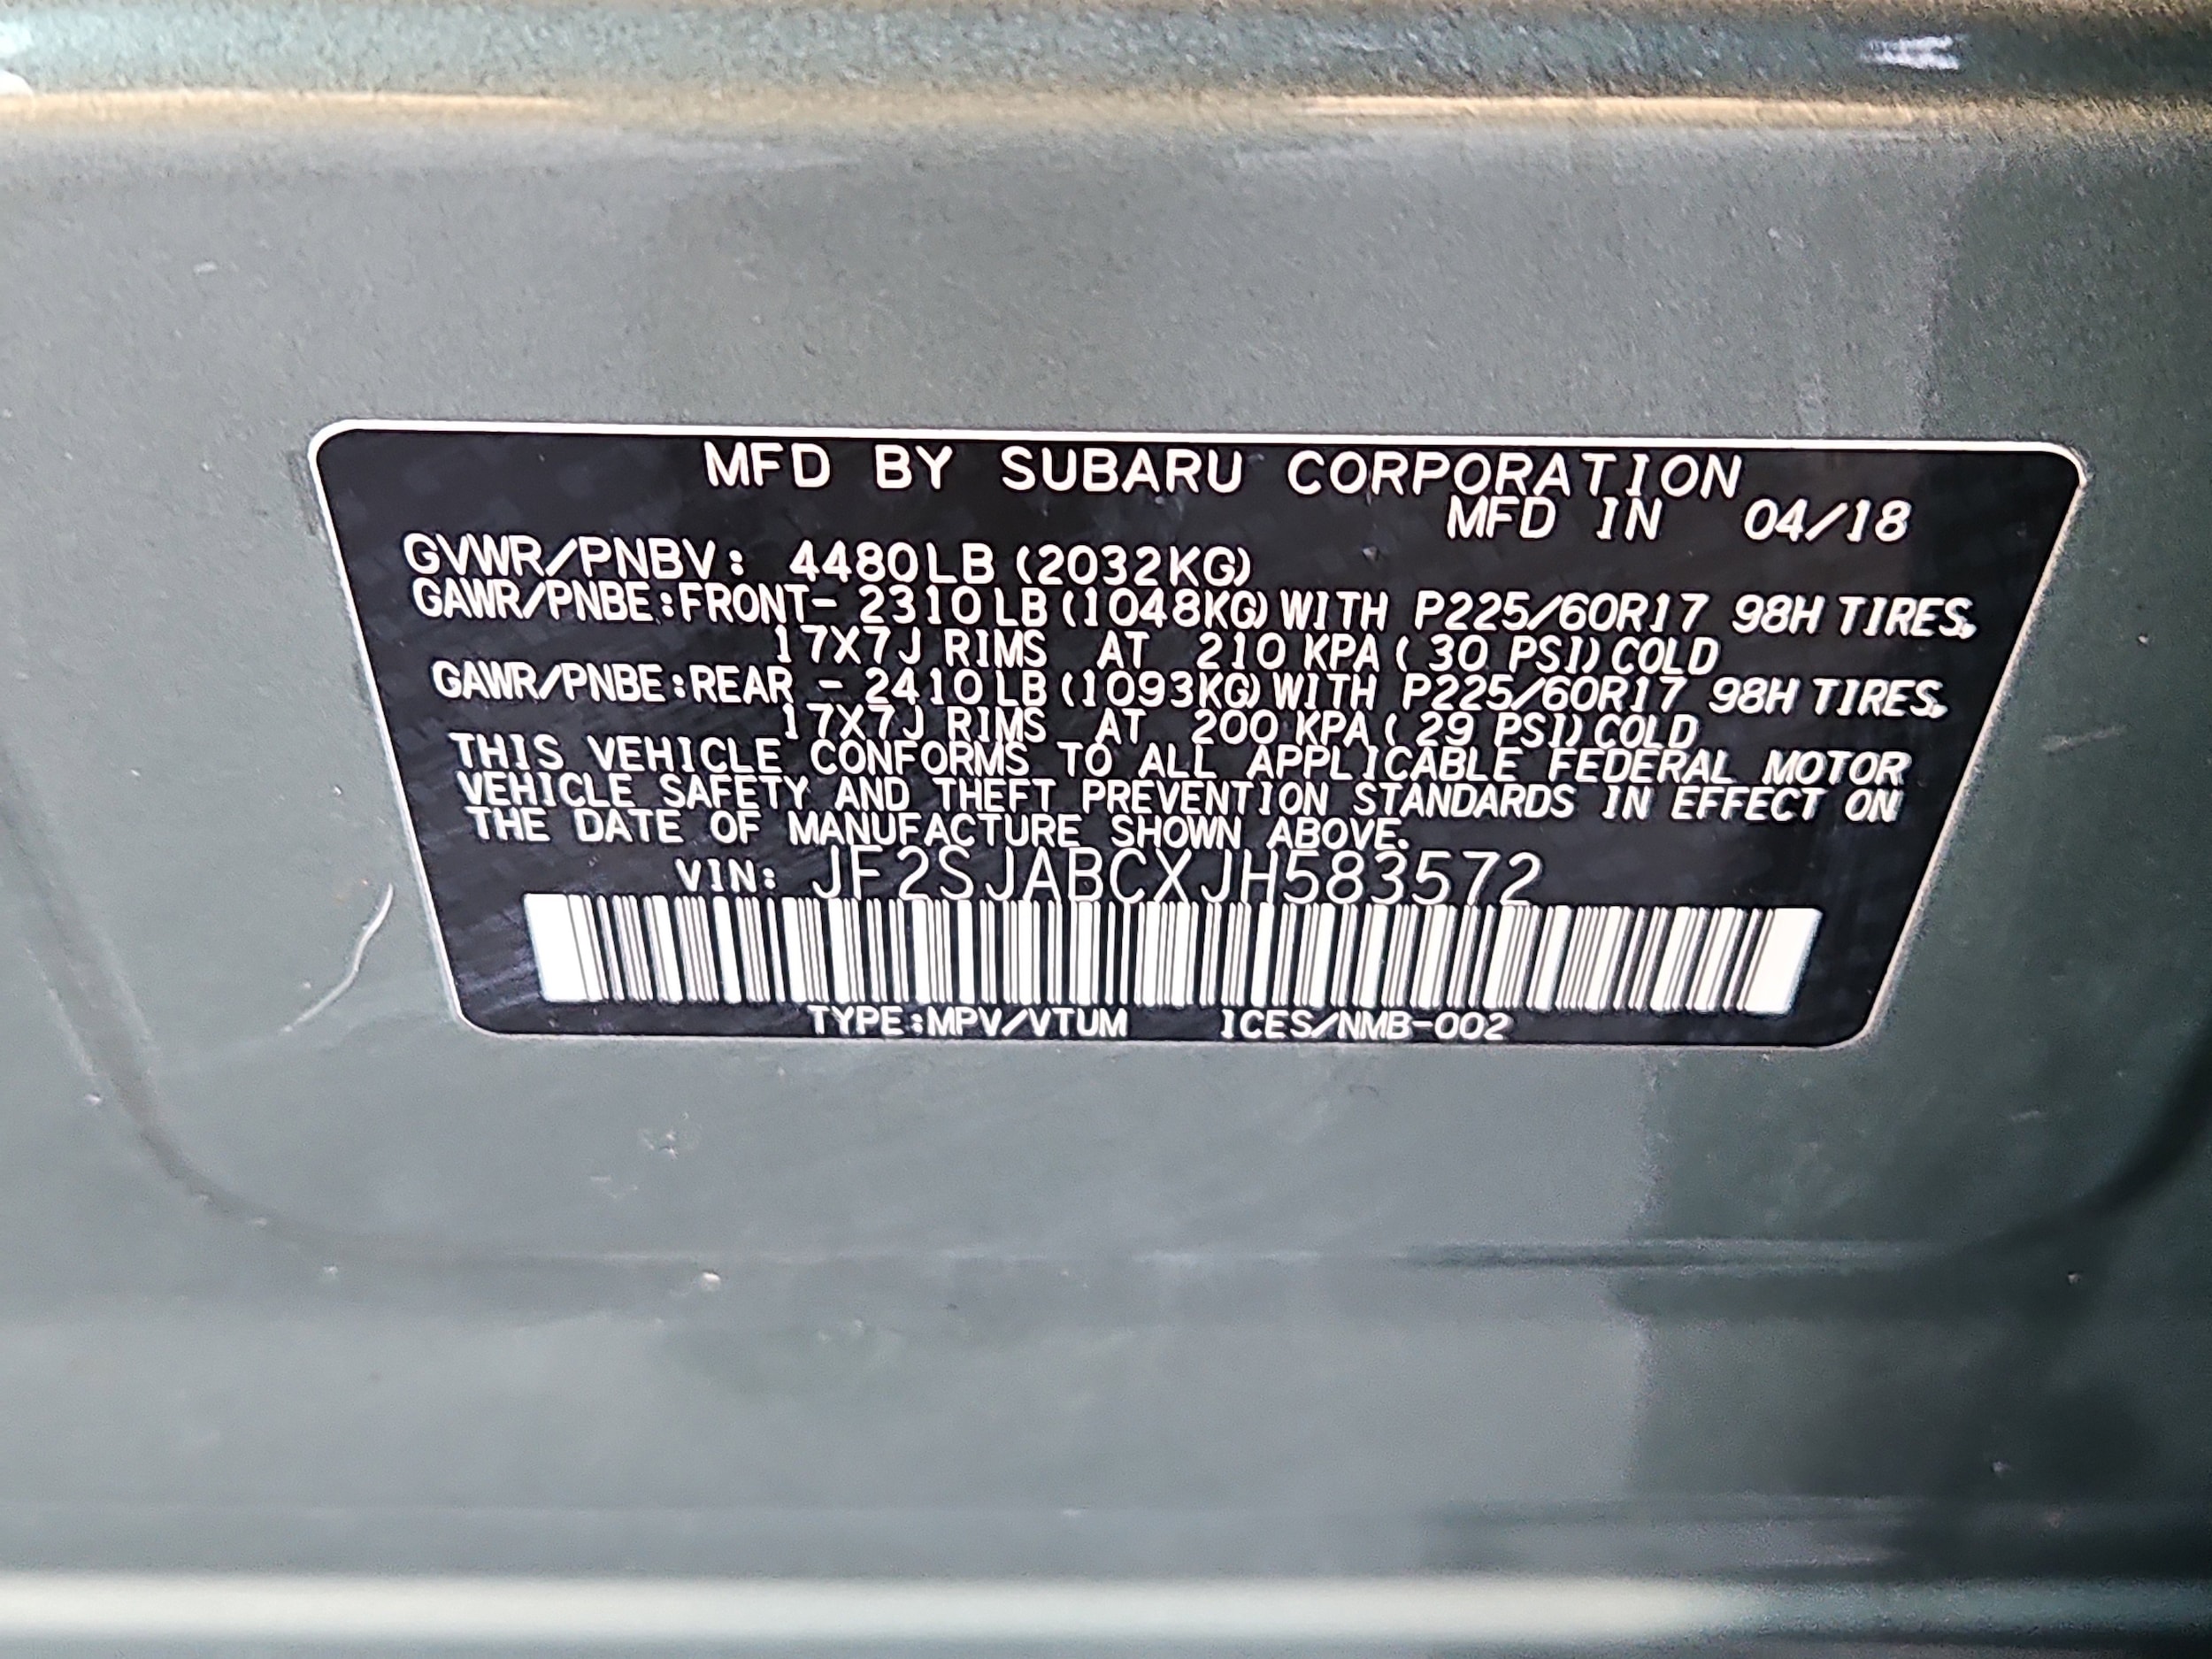 MFD BY SUBARU CORPORATION
MFD IN 04/18
GVWR/PNBV: 4480LB (2032KG)
GAWR/PNBE:FRONT- 2310LB (1048KG) WITH P225/60R17 98H TIRES,
17X7J RIMS AT 210 KPA ( 30 PSI) COLD
GAWR/PNBE:REAR - 2410LB (1093KG) WITH P225/60R17 98H TIRES,
17X7J RIMS AT 200 KPA ( 29 PSI) COLD
THIS VEHICLE CONFORMS TO ALL APPLICABLE FEDERAL MOTOR
VEHICLE SAFETY AND THEFT PREVENTION STANDARDS IN EFFECT ON
THE DATE OF MANUFACTURE SHOWN ABOVE.
VIN: JF2SJABCXJH583572
TYPE:MPV/VTUM ICES/NMB-002